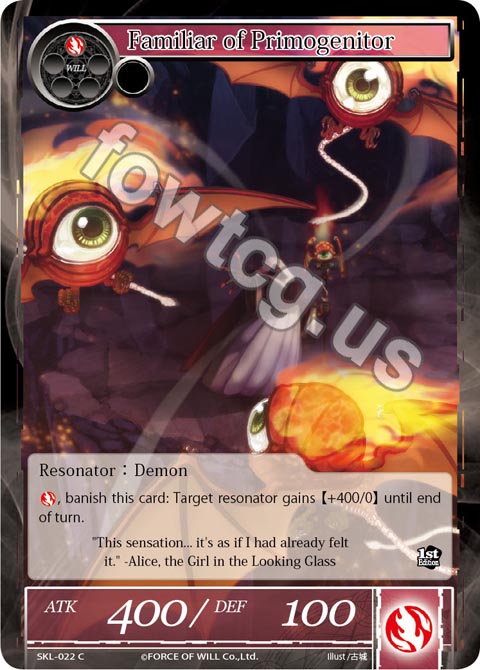 Familiar of Primogenitor
WILL
fowtcg.us
Resonator : Demon
, banish this card: Target resonator gains 【+400/0】 until end
of turn.
"This sensation... it's as if I had already felt
it." -Alice, the Girl in the Looking Glass
1st
Edition
ATK 400/ DEF 100
SKL-022 C ©FORCE OF WILL Co.,Ltd. Illust/古城